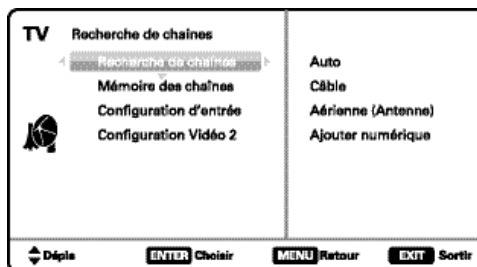 TV
Recherche de chaînes
Recherche de chaînes
Mémoire des chaînes
Configuration d'entrée
Configuration Vidéo 2
Auto
Câble
Aérienne (Antenne)
Ajouter numérique
Dépla ENTER Choisir MENU Retour EXIT Sortir